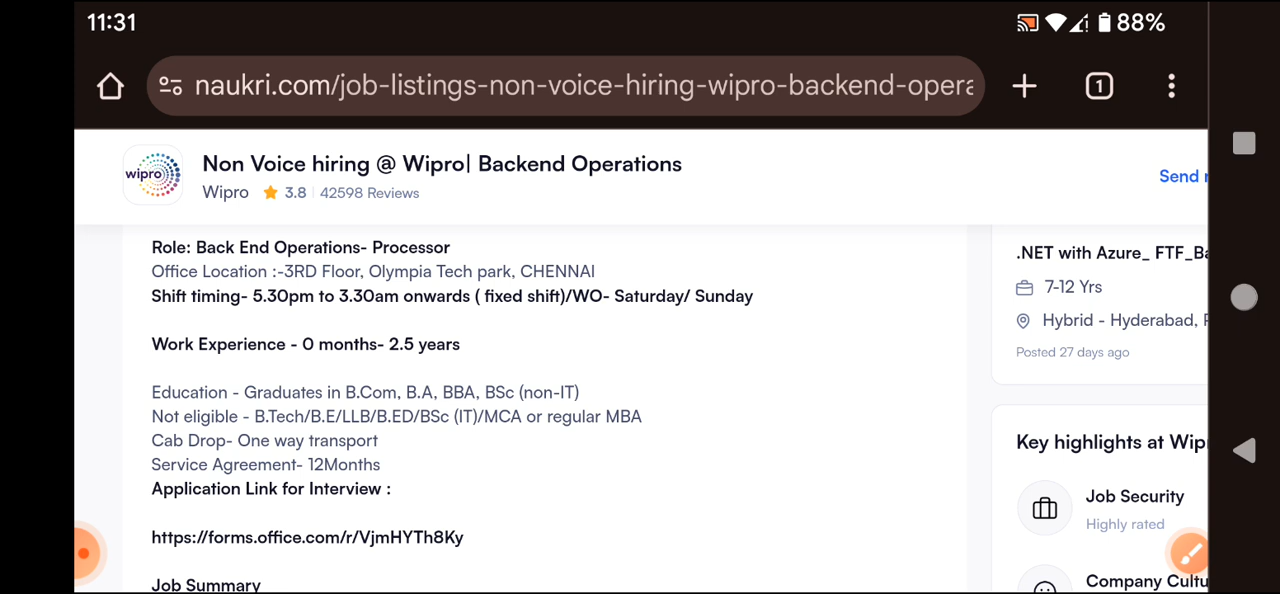 11:31
88%
naukri.com/job-listings-non-voice-hiring-wipro-backend-opera
1
wipro
Non Voice hiring @ Wipro| Backend Operations
Wipro 3.8 | 42598 Reviews
Send
Role: Back End Operations- Processor
Office Location :-3RD Floor, Olympia Tech park, CHENNAI
Shift timing- 5.30pm to 3.30am onwards ( fixed shift)/WO- Saturday/ Sunday
Work Experience - 0 months- 2.5 years
Education - Graduates in B.Com, B.A, BBA, BSc (non-IT)
Not eligible - B.Tech/B.E/LLB/B.ED/BSc (IT)/MCA or regular MBA
Cab Drop- One way transport
Service Agreement- 12Months
Application Link for Interview :
https://forms.office.com/r/VjmHYTh8Ky
Job Summary
.NET with Azure_ FTF_Ba
7-12 Yrs
Hybrid - Hyderabad,
Posted 27 days ago
Key highlights at Wip
Job Security
Highly rated
Company Cultu